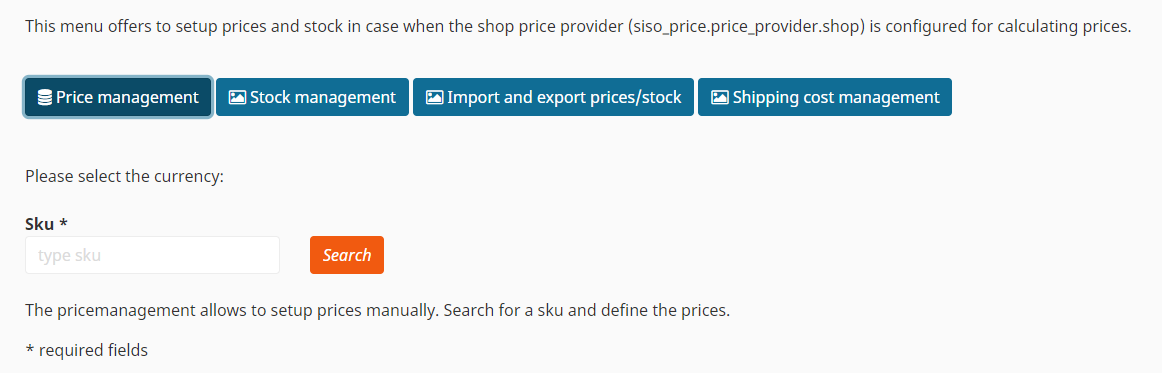 This menu offers to setup prices and stock in case when the shop price provider (siso_price.price_provider.shop) is configured for calculating prices.
Price management Stock management Import and export prices/stock Shipping cost management
Please select the currency:
Sku *
type sku Search
The pricemanagement allows to setup prices manually. Search for a sku and define the prices.
* required fields